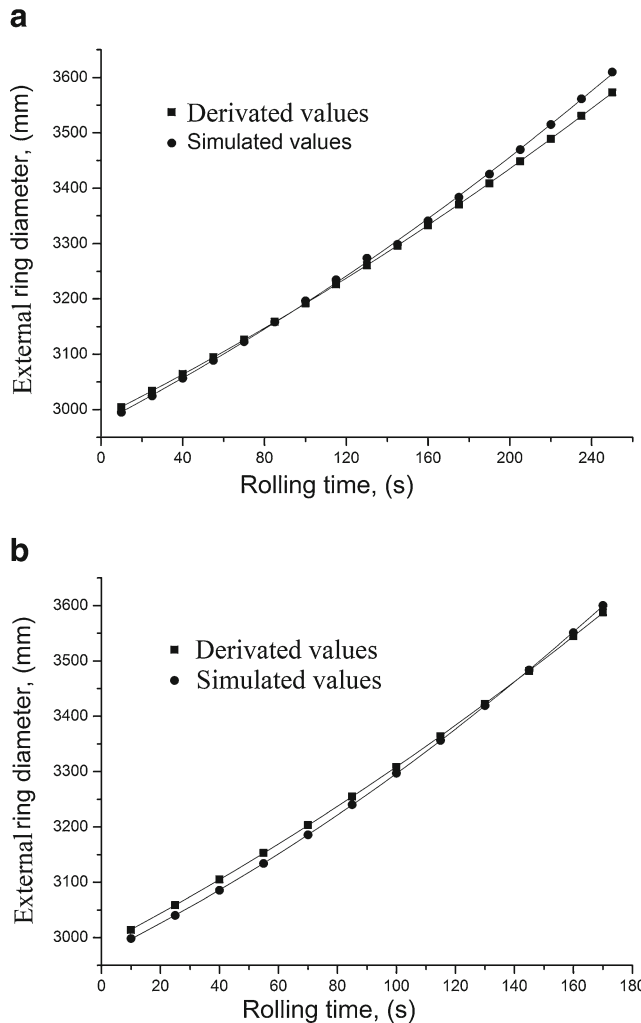 a
3600
3500
3400
3300
3200
3100
3000
External ring diameter, (mm)
Derivated values
Simulated values
0 40 80 120 160 200 240
Rolling time, (s)
b
3600
3500
3400
3300
3200
3100
3000
External ring diameter, (mm)
Derivated values
Simulated values
0 20 40 60 80 100 120 140 160 180
Rolling time, (s)